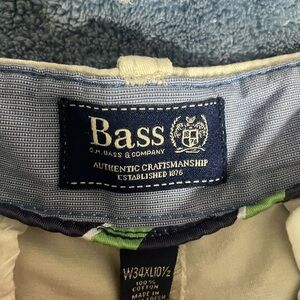 Bass
G.H. BASS & COMPANY
AUTHENTIC CRAFTSMANSHIP
ESTABLISHED 1876
W34XL10½
100%
COTTON
MADE IN